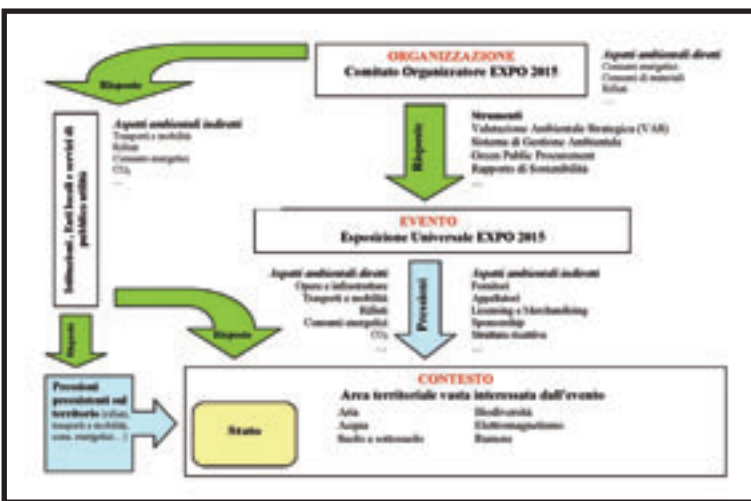 ORGANIZZAZIONE
Comitato Organizzatore EXPO 2015
Aspetti ambientali diretti
Consumi energetici
Consumi di materiali
Rifiuti
...
Risposte
Istituzioni, Enti locali e servizi di
pubblica utilità
Aspetti ambientali indiretti
Trasporti e mobilità
Rifiuti
Consumi energetici
CO₂
...
Risposte
Strumenti
Valutazione Ambientale Strategica (VAS)
Sistema di Gestione Ambientale
Green Public Procurement
Rapporto di Sostenibilità
...
EVENTO
Esposizione Universale EXPO 2015
Aspetti ambientali diretti
Opere e infrastrutture
Trasporti e mobilità
Rifiuti
Consumi energetici
CO₂
...
Pressioni
Aspetti ambientali indiretti
Fornitori
Appaltatori
Licensing e Merchandising
Sponsorship
Strutture ricettive
...
Risposte
Risposte
Pressioni
preesistenti sul
territorio (rifiuti,
trasporti e mobilità,
cons. energetici…)
CONTESTO
Area territoriale vasta interessata dall'evento
Stato
Aria
Acqua
Suolo e sottosuolo
Biodiversità
Elettromagnetismo
Rumore